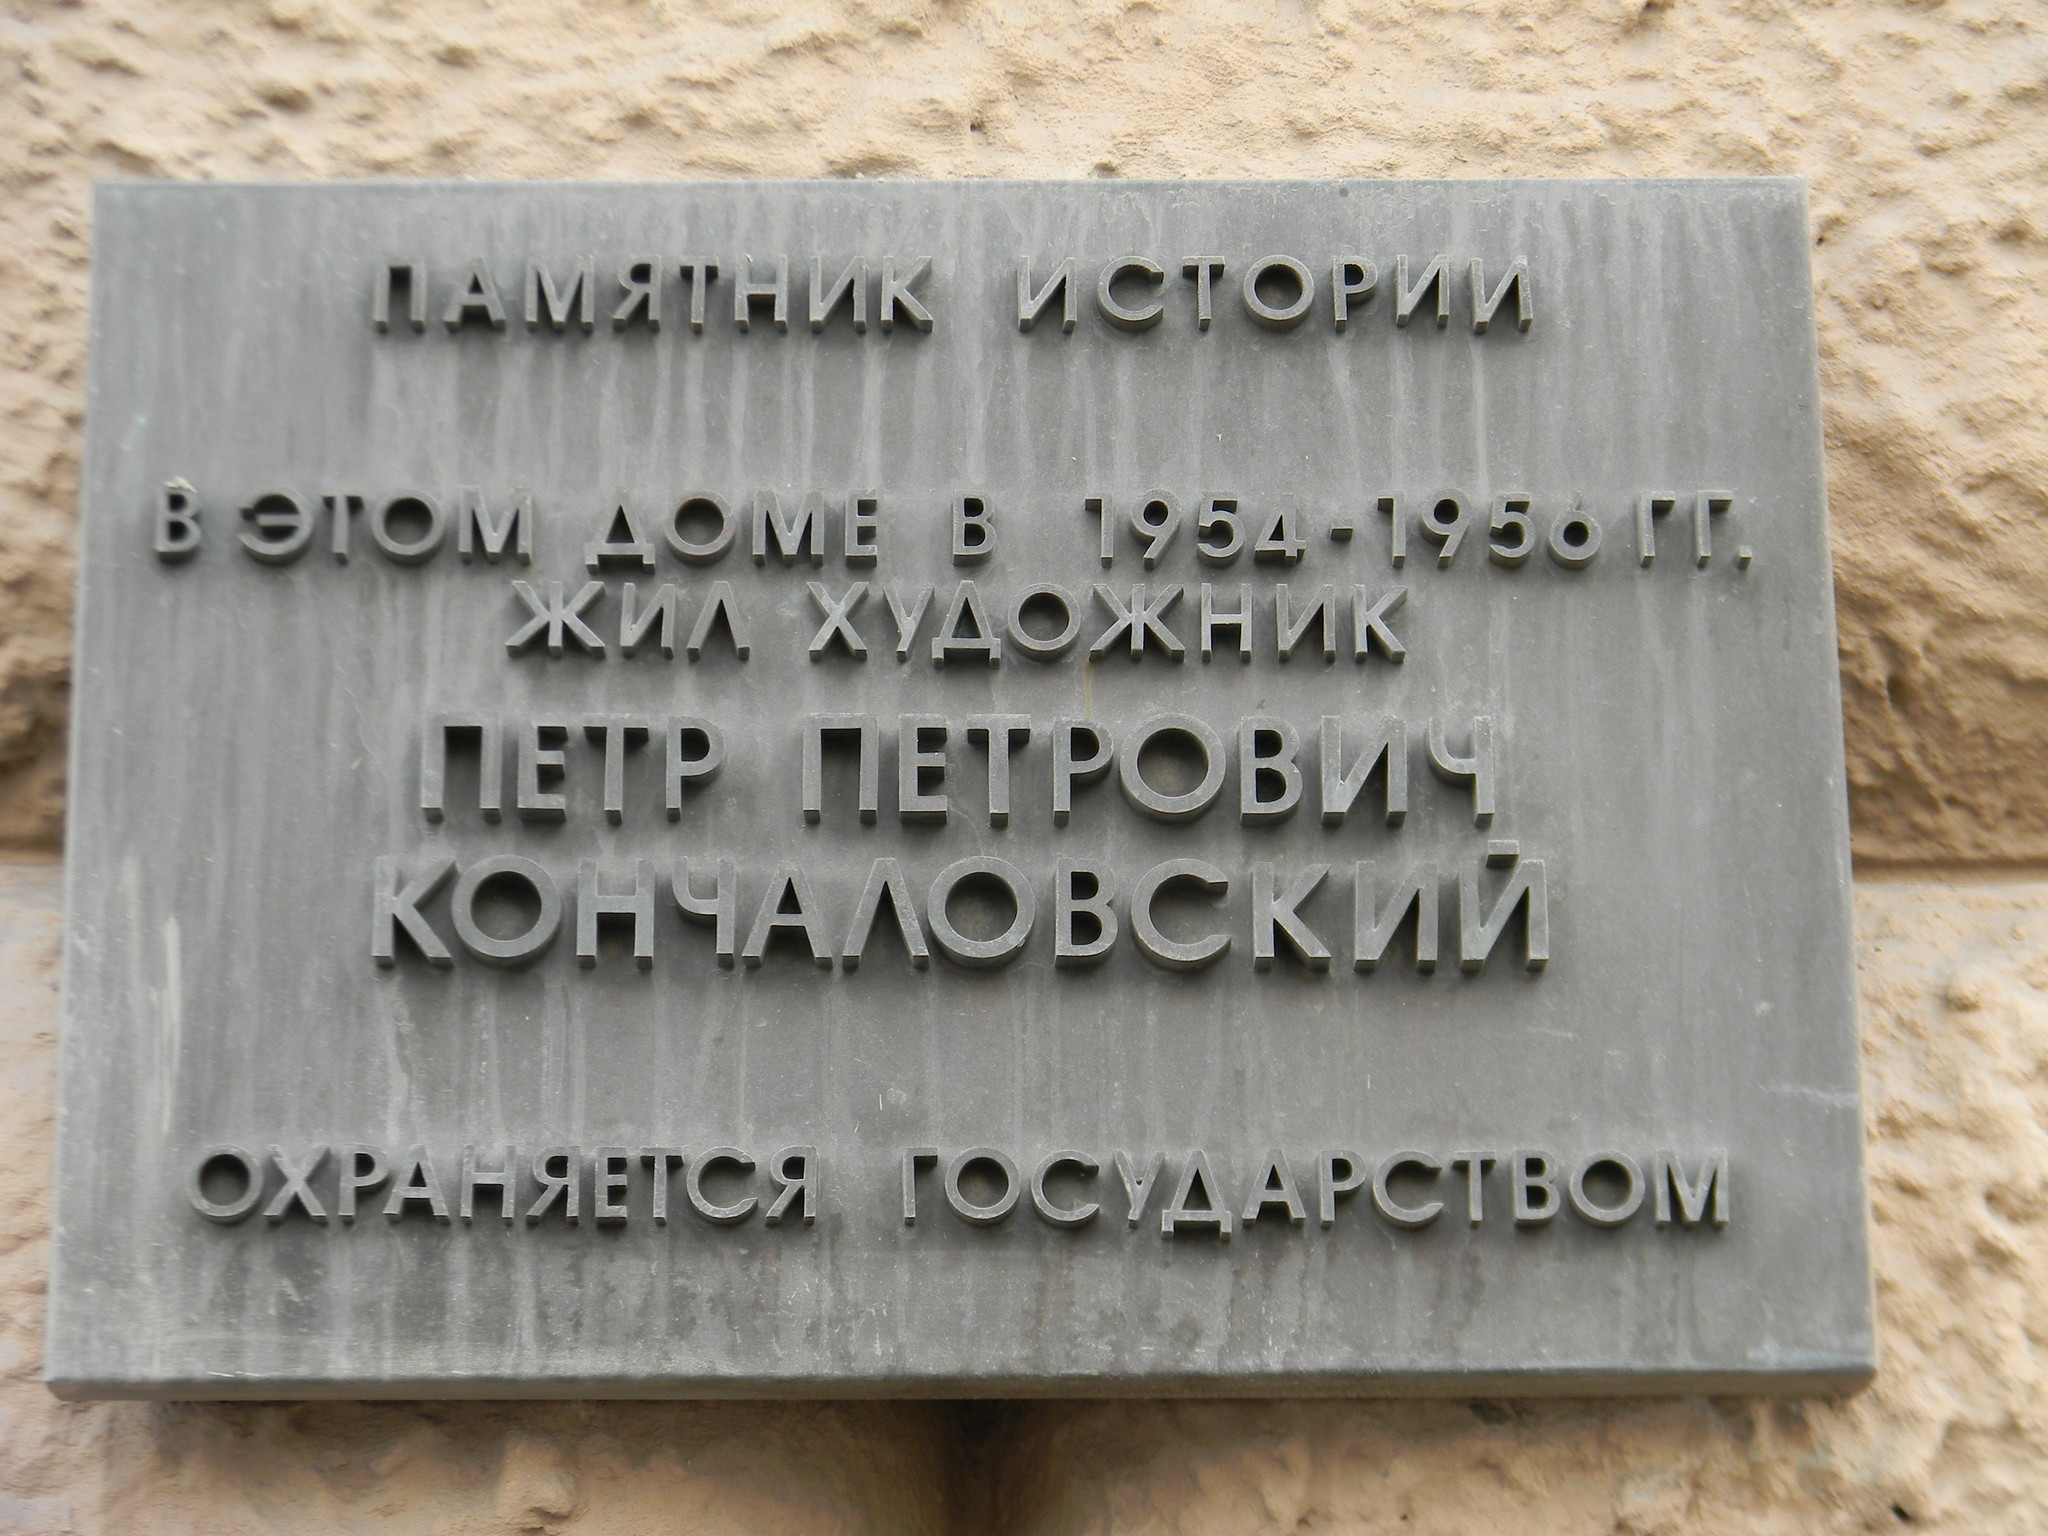 ПАМЯТНИК ИСТОРИИ
В ЭТОМ ДОМЕ В 1954-1956 ГГ.
ЖИЛ ХУДОЖНИК
ПЕТР ПЕТРОВИЧ
КОНЧАЛОВСКИЙ
ОХРАНЯЕТСЯ ГОСУДАРСТВОМ